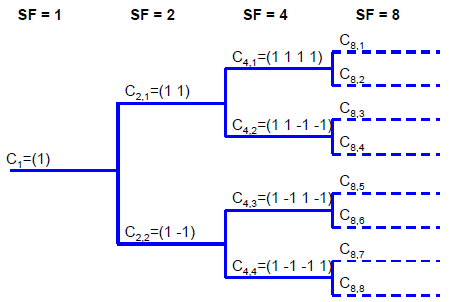 SF = 1 SF = 2 SF = 4 SF = 8
C8,1
C4,1=(1 1 1 1)
C8,2
C2,1=(1 1)
C8,3
C4,2=(1 1 -1 -1)
C8,4
C1=(1)
C8,5
C4,3=(1 -1 1 -1)
C8,6
C2,2=(1 -1)
C8,7
C4,4=(1 -1 -1 1)
C8,8